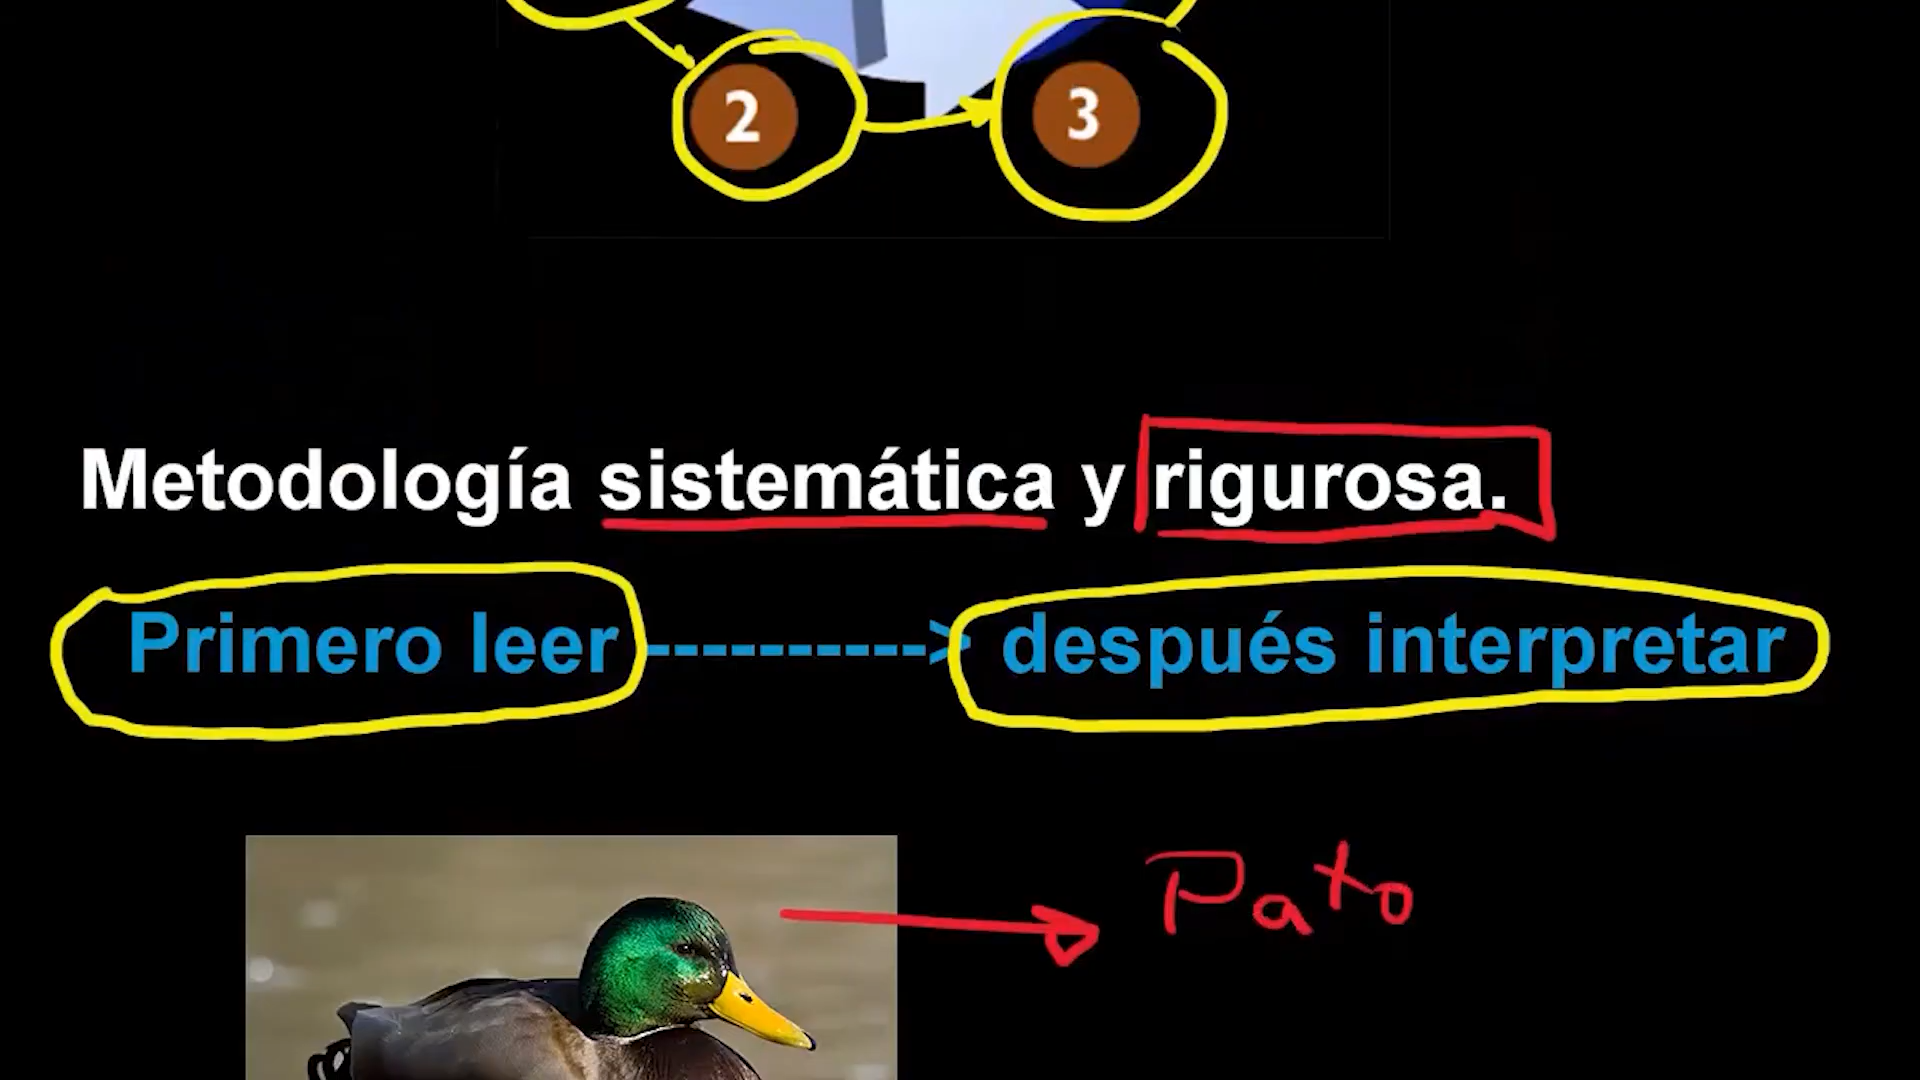 2 3
Metodología sistemática y rigurosa.
Primero leer ----------> después interpretar
Pato